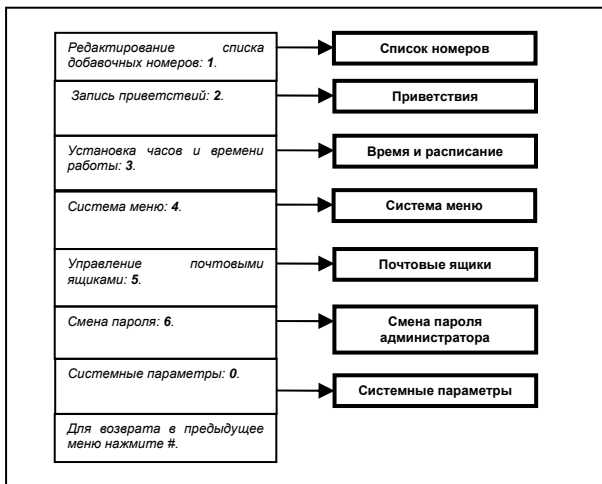 Редактирование списка
добавочных номеров: 1.
Список номеров
Запись приветствий: 2.
Приветствия
Установка часов и времени
работы: 3.
Время и расписание
Система меню: 4.
Система меню
Управление почтовыми
ящиками: 5.
Почтовые ящики
Смена пароля: 6.
Смена пароля
администратора
Системные параметры: 0.
Системные параметры
Для возврата в предыдущее
меню нажмите #.